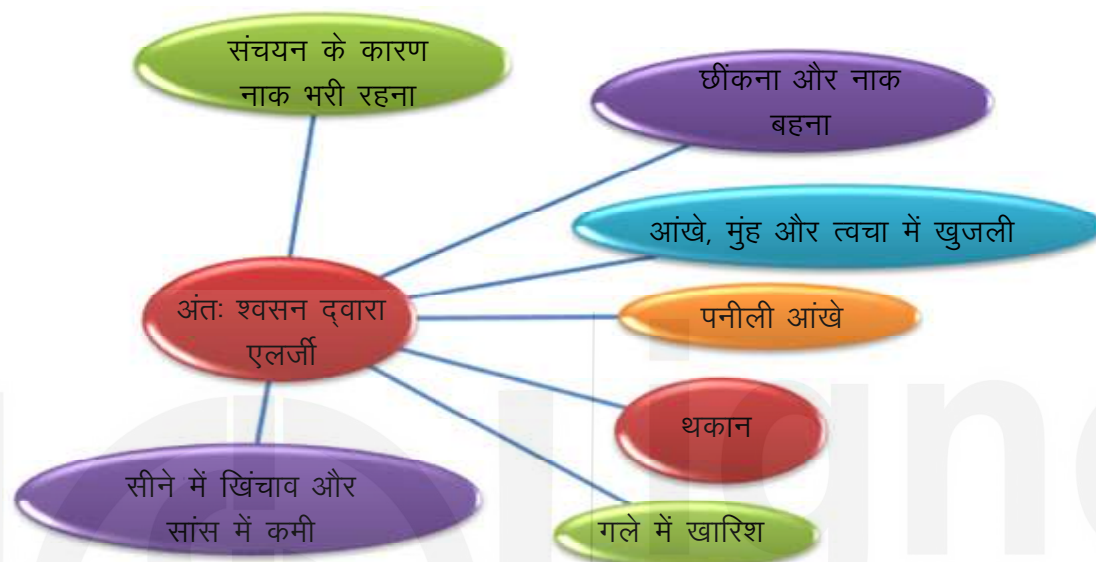 संचयन के कारण
नाक भरी रहना
छींकना और नाक
बहना
आंखे, मुंह और त्वचा में खुजली
अंतः श्वसन द्वारा
एलर्जी
पनीली आंखे
थकान
सीने में खिंचाव और
सांस में कमी
गले में खारिश